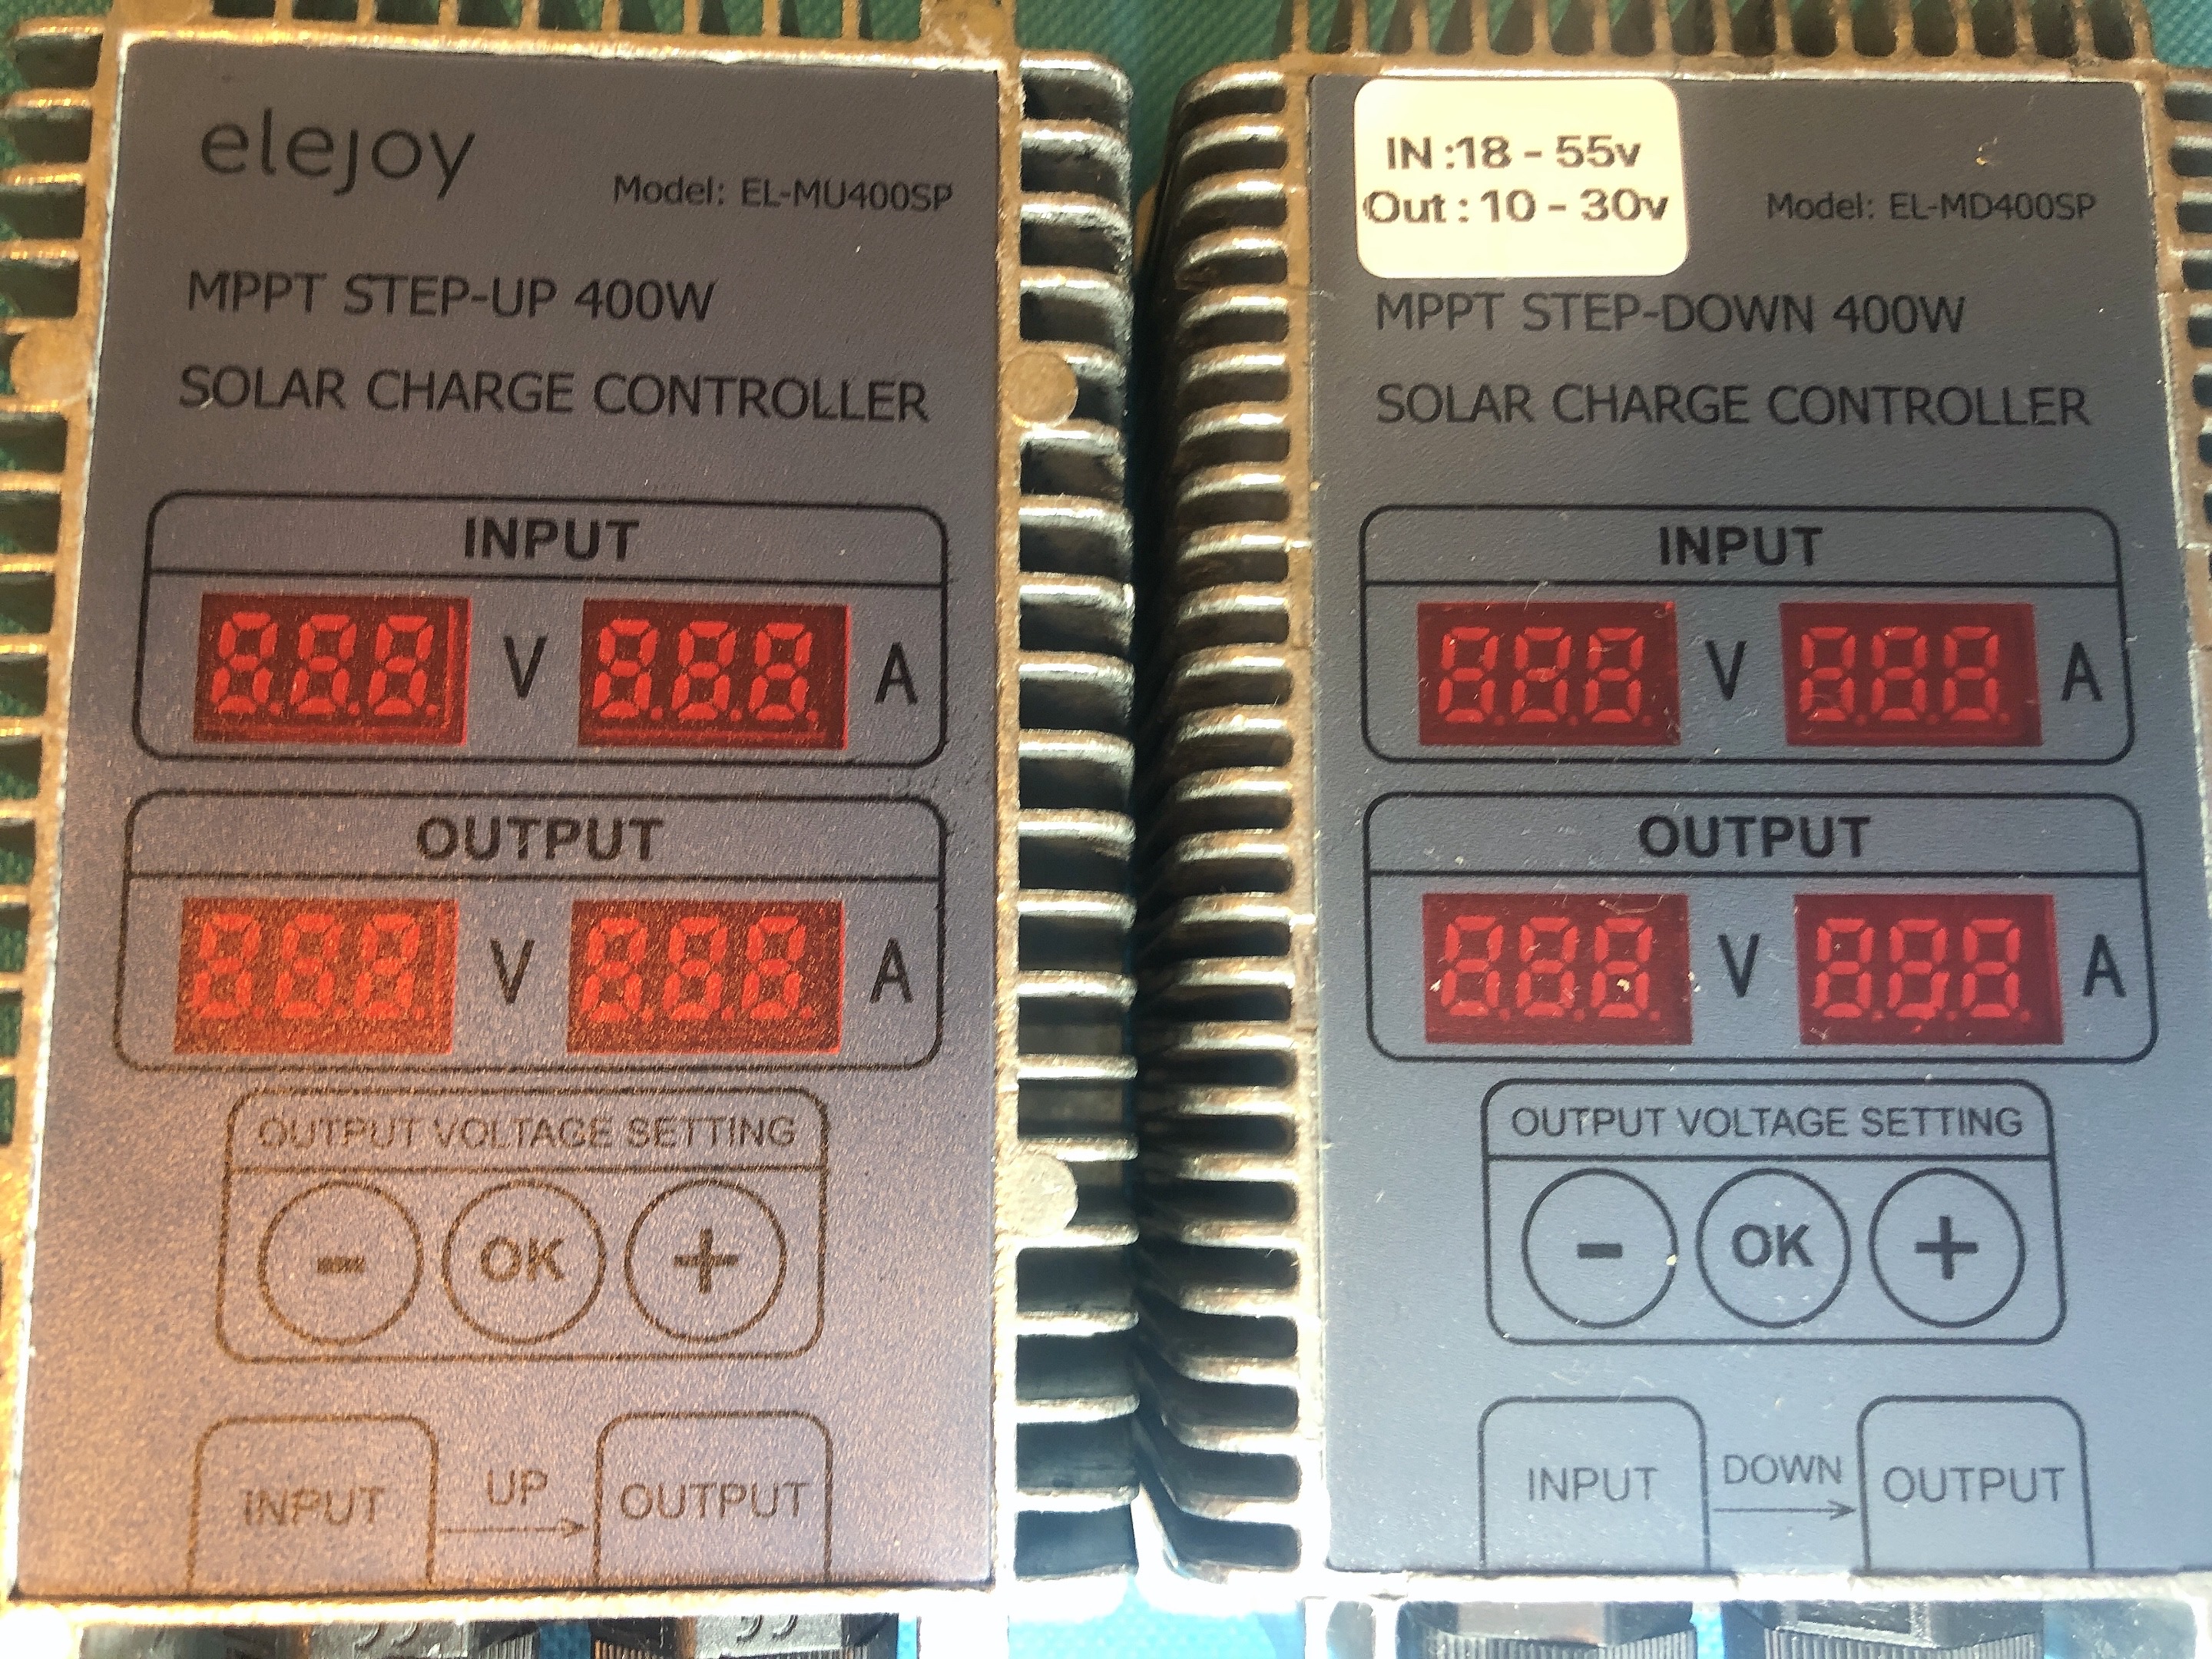 elejoy
Model: EL-MU400SP
MPPT STEP-UP 400W
SOLAR CHARGE CONTROLLER
INPUT
V
A
OUTPUT
V
A
OUTPUT VOLTAGE SETTING
- OK +
INPUT
UP
OUTPUT
IN :18 - 55v
Out : 10 - 30v
Model: EL-MD400SP
MPPT STEP-DOWN 400W
SOLAR CHARGE CONTROLLER
INPUT
V
A
OUTPUT
V
A
OUTPUT VOLTAGE SETTING
- OK +
INPUT
DOWN
OUTPUT